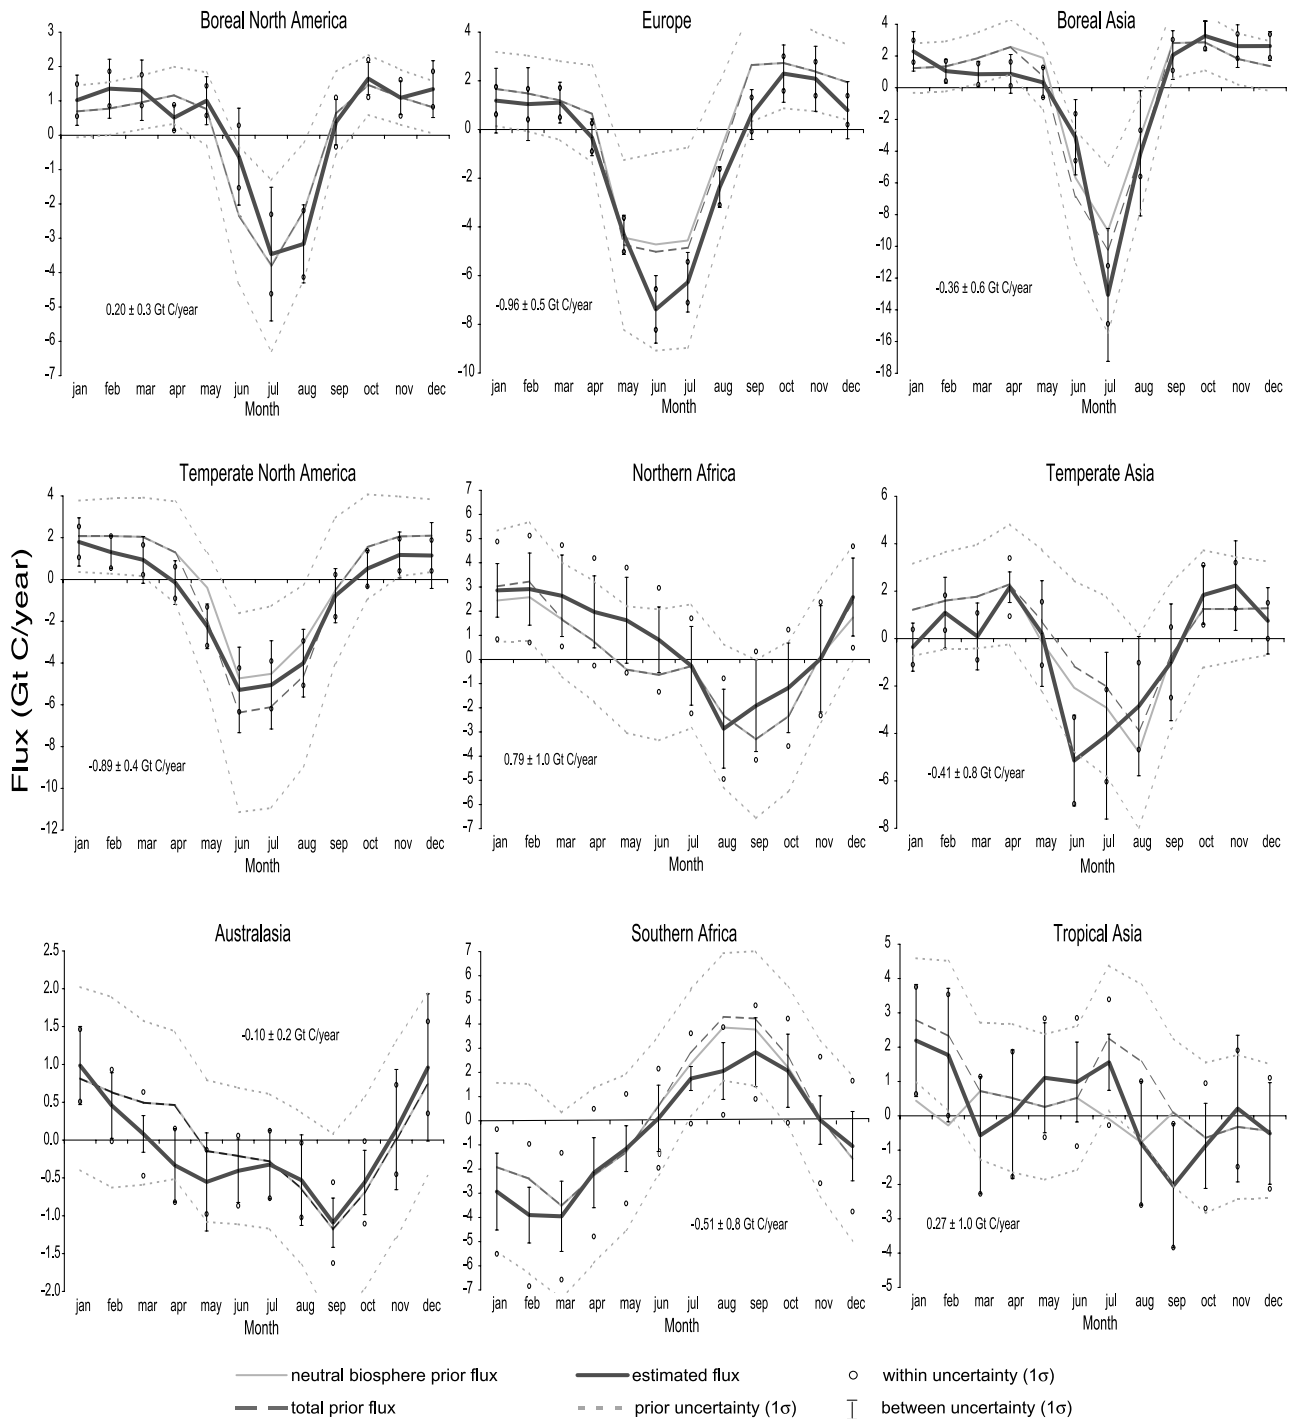 Boreal North America
3
2
1
0
-1
-2
-3
-4
-5
-6
-7
0.20 ± 0.3 Gt C/year
jan feb mar apr may jun jul aug sep oct nov dec
Month
Europe
4
2
0
-2
-4
-6
-8
-10
-0.96 ± 0.5 Gt C/year
jan feb mar apr may jun jul aug sep oct nov dec
Month
Boreal Asia
4
2
0
-2
-4
-6
-8
-10
-12
-14
-16
-18
-0.36 ± 0.6 Gt C/year
jan feb mar apr may jun jul aug sep oct nov dec
Month
Flux (Gt C/year)
Temperate North America
4
2
0
-2
-4
-6
-8
-10
-12
-0.89 ± 0.4 Gt C/year
jan feb mar apr may jun jul aug sep oct nov dec
Month
Northern Africa
7
6
5
4
3
2
1
0
-1
-2
-3
-4
-5
-6
-7
0.79 ± 1.0 Gt C/year
jan feb mar apr may jun jul aug sep oct nov dec
Month
Temperate Asia
6
4
2
0
-2
-4
-6
-8
-0.41 ± 0.8 Gt C/year
jan feb mar apr may jun jul aug sep oct nov dec
Month
Australasia
2.5
2.0
1.5
1.0
0.5
0.0
-0.5
-1.0
-1.5
-2.0
-0.10 ± 0.2 Gt C/year
jan feb mar apr may jun jul aug sep oct nov dec
Month
Southern Africa
7
6
5
4
3
2
1
0
-1
-2
-3
-4
-5
-6
-7
-0.51 ± 0.8 Gt C/year
jan feb mar apr may jun jul aug sep oct nov dec
Month
Tropical Asia
5
4
3
2
1
0
-1
-2
-3
-4
-5
0.27 ± 1.0 Gt C/year
jan feb mar apr may jun jul aug sep oct nov dec
Month
neutral biosphere prior flux
estimated flux
within uncertainty (1σ)
total prior flux
prior uncertainty (1σ)
between uncertainty (1σ)